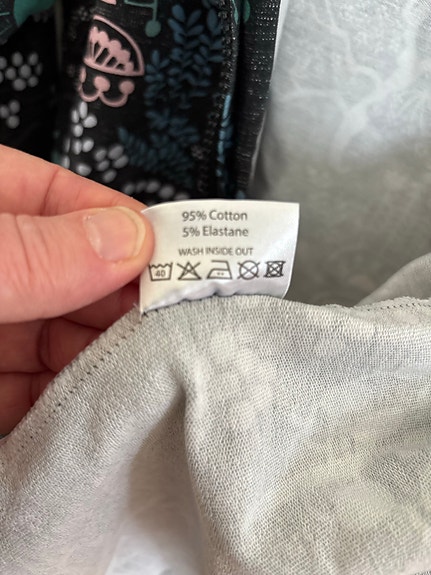 95% Cotton
5% Elastane
WASH INSIDE OUT
40